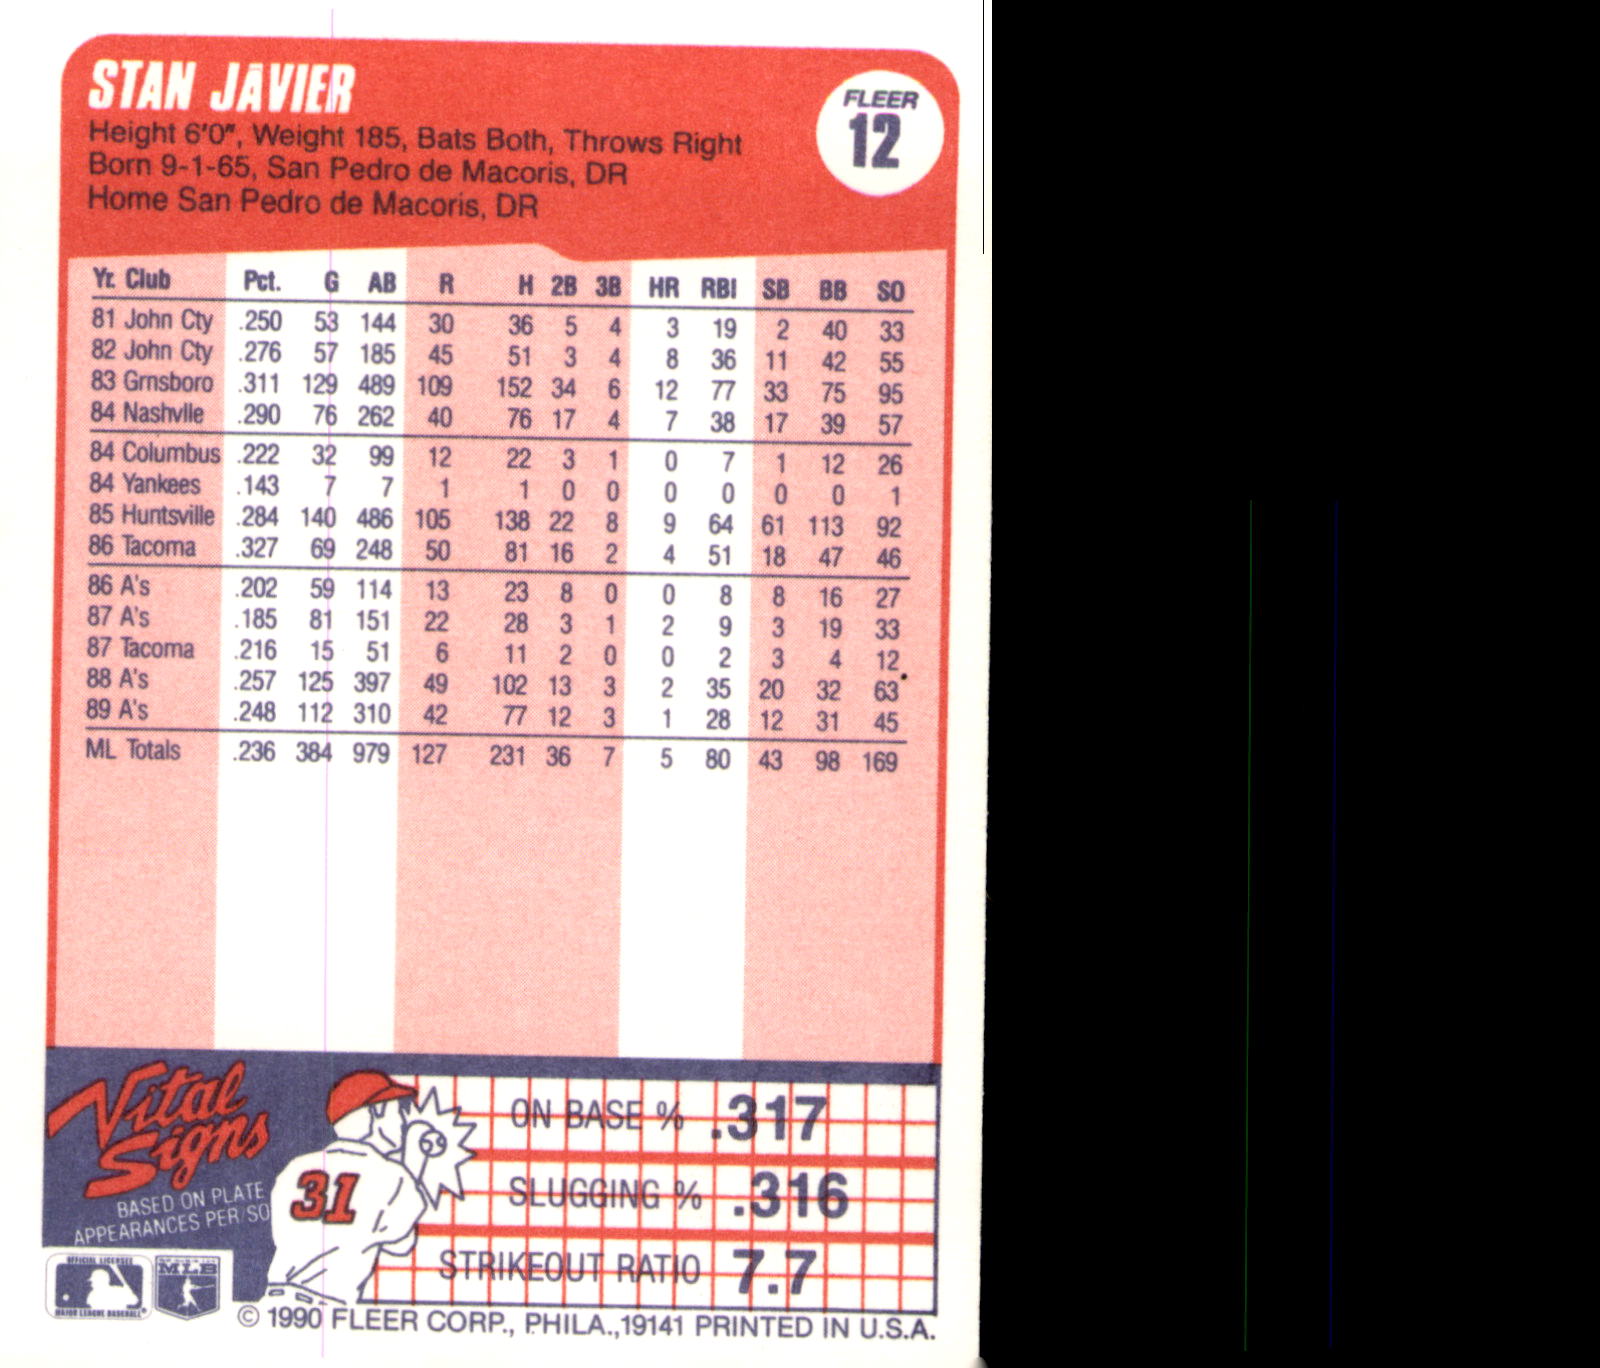 STAN JAVIER
Height 6'0", Weight 185, Bats Both, Throws Right
Born 9-1-65, San Pedro de Macoris, DR
Home San Pedro de Macoris, DR
FLEER
12
Yr. Club Pct. G AB R H 2B 3B HR RBI SB BB SO
81 John Cty .250 53 144 30 36 5 4 3 19 2 40 33
82 John Cty .276 57 185 45 51 3 4 8 36 11 42 55
83 Grnsboro .311 129 489 109 152 34 6 12 77 33 75 95
84 Nashvlle .290 76 262 40 76 17 4 7 38 17 39 57
84 Columbus .222 32 99 12 22 3 1 0 7 1 12 26
84 Yankees .143 7 7 1 1 0 0 0 0 0 0 1
85 Huntsville .284 140 486 105 138 22 8 9 64 61 113 92
86 Tacoma .327 69 248 50 81 16 2 4 51 18 47 46
86 A's .202 59 114 13 23 8 0 0 8 8 16 27
87 A's .185 81 151 22 28 3 1 2 9 3 19 33
87 Tacoma .216 15 51 6 11 2 0 0 2 3 4 12
88 A's .257 125 397 49 102 13 3 2 35 20 32 63
89 A's .248 112 310 42 77 12 3 1 28 12 31 45
ML Totals .236 384 979 127 231 36 7 5 80 43 98 169
Vital
Signs
BASED ON PLATE
APPEARANCES PER/SO
31
ON BASE % .317
SLUGGING % .316
STRIKEOUT RATIO 7.7
OFFICIAL LICENSEE
MAJOR LEAGUE BASEBALL
MLB
© 1990 FLEER CORP., PHILA.,19141 PRINTED IN U.S.A.